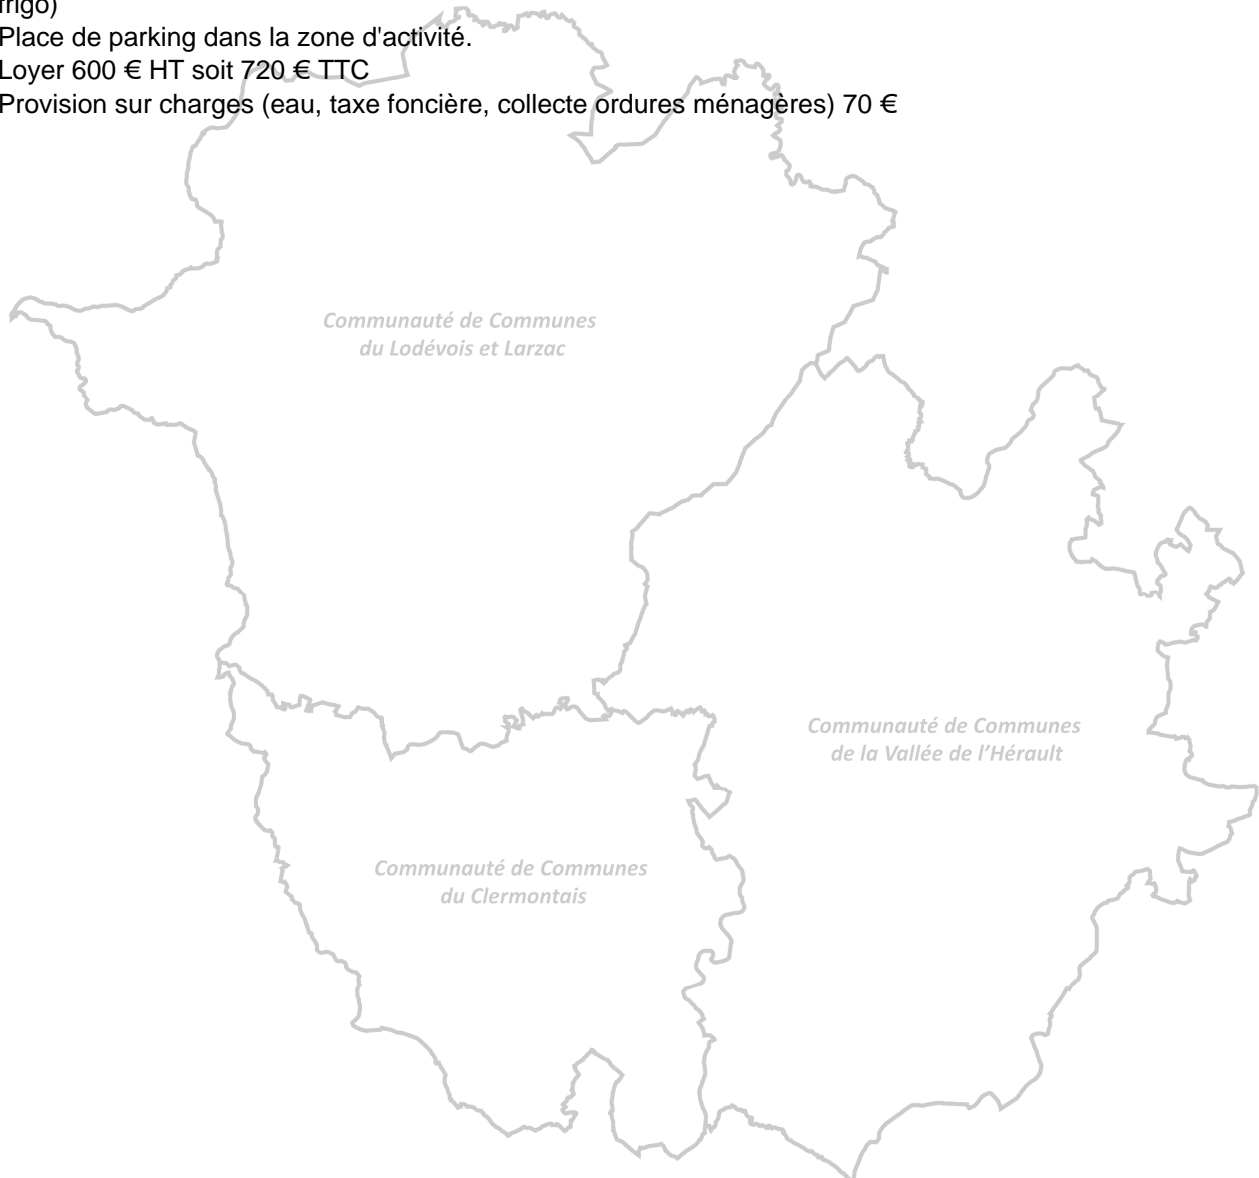 frigo)
Place de parking dans la zone d'activité.
Loyer 600 € HT soit 720 € TTC
Provision sur charges (eau, taxe foncière, collecte ordures ménagères) 70 €
Communauté de Communes
du Lodévois et Larzac
Communauté de Communes
de la Vallée de l’Hérault
Communauté de Communes
du Clermontais